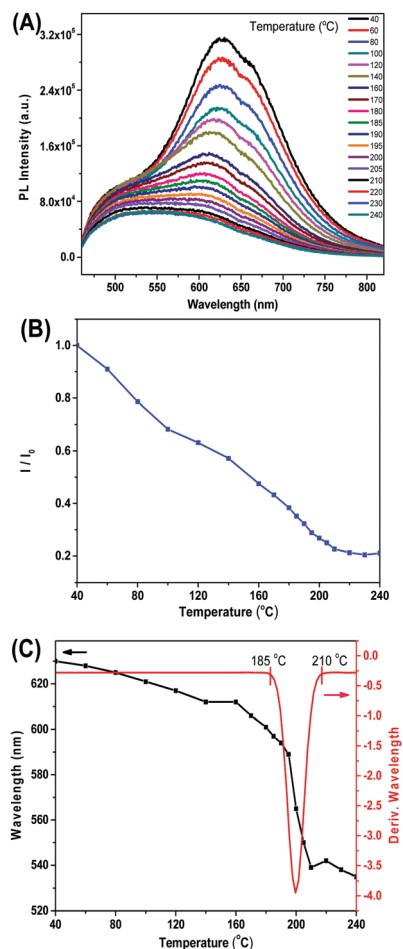 (A)
Temperature (°C)
40
60
80
100
120
140
160
170
180
185
190
195
200
205
210
220
230
240
3.2x10⁵
2.4x10⁵
1.6x10⁵
8.0x10⁴
0.0
PL Intensity (a.u.)
500 550 600 650 700 750 800
Wavelength (nm)
(B)
1.0
0.8
0.6
0.4
0.2
I / I₀
40 80 120 160 200 240
Temperature (°C)
(C)
185 °C 210 °C
620
600
580
560
540
520
Wavelength (nm)
0.0
-0.5
-1.0
-1.5
-2.0
-2.5
-3.0
-3.5
-4.0
Deriv. Wavelength
40 80 120 160 200 240
Temperature (°C)